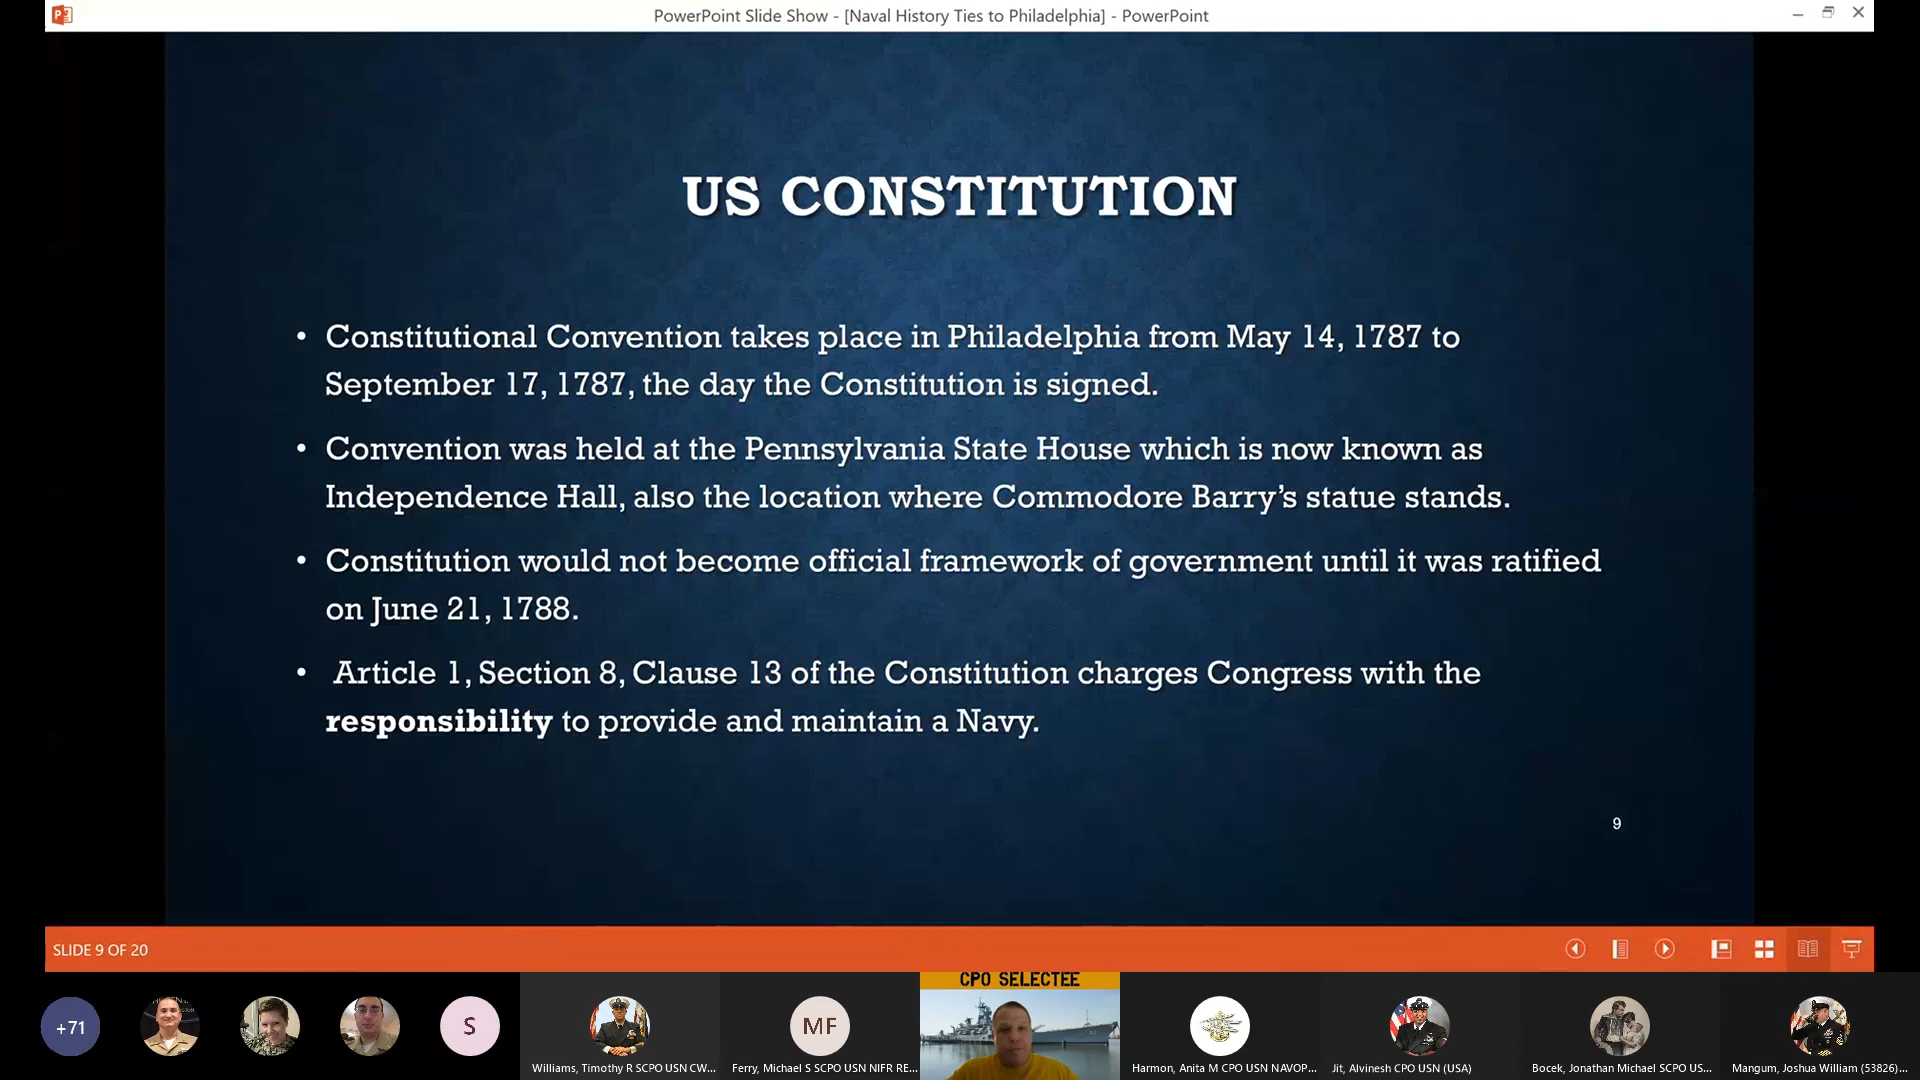 PowerPoint Slide Show - [Naval History Ties to Philadelphia] - PowerPoint
US CONSTITUTION
• Constitutional Convention takes place in Philadelphia from May 14, 1787 to
September 17, 1787, the day the Constitution is signed.
• Convention was held at the Pennsylvania State House which is now known as
Independence Hall, also the location where Commodore Barry's statue stands.
• Constitution would not become official framework of government until it was ratified
on June 21, 1788.
• Article 1, Section 8, Clause 13 of the Constitution charges Congress with the
responsibility to provide and maintain a Navy.
9
SLIDE 9 OF 20
+71
S
MF
CPO SELECTEE
Williams, Timothy R SCPO USN CW...
Ferry, Michael S SCPO USN NIFR RE...
Harmon, Anita M CPO USN NAVOP...
Jit, Alvinesh CPO USN (USA)
Bocek, Jonathan Michael SCPO US...
Mangum, Joshua William (53826)...